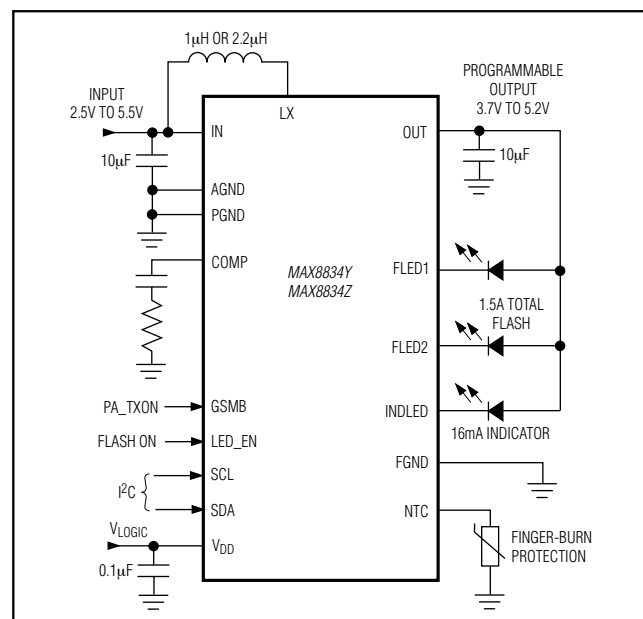 1µH OR 2.2µH
INPUT
2.5V TO 5.5V
PROGRAMMABLE
OUTPUT
3.7V TO 5.2V
LX
IN
OUT
10µF
10µF
AGND
PGND
COMP
MAX8834Y
MAX8834Z
FLED1
1.5A TOTAL
FLASH
FLED2
PA_TXON
GSMB
INDLED
FLASH ON
LED_EN
16mA INDICATOR
SCL
FGND
I²C
SDA
NTC
VLOGIC
VDD
FINGER-BURN
PROTECTION
0.1µF